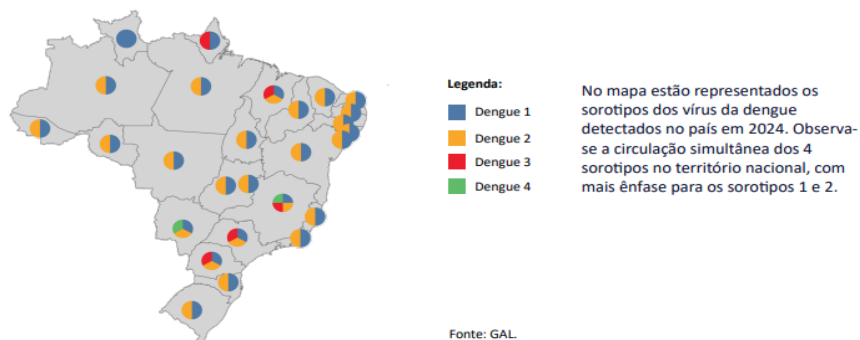 Legenda:
Dengue 1
Dengue 2
Dengue 3
Dengue 4
No mapa estão representados os
sorotipos dos vírus da dengue
detectados no país em 2024. Observa-
se a circulação simultânea dos 4
sorotipos no território nacional, com
mais ênfase para os sorotipos 1 e 2.
Fonte: GAL.